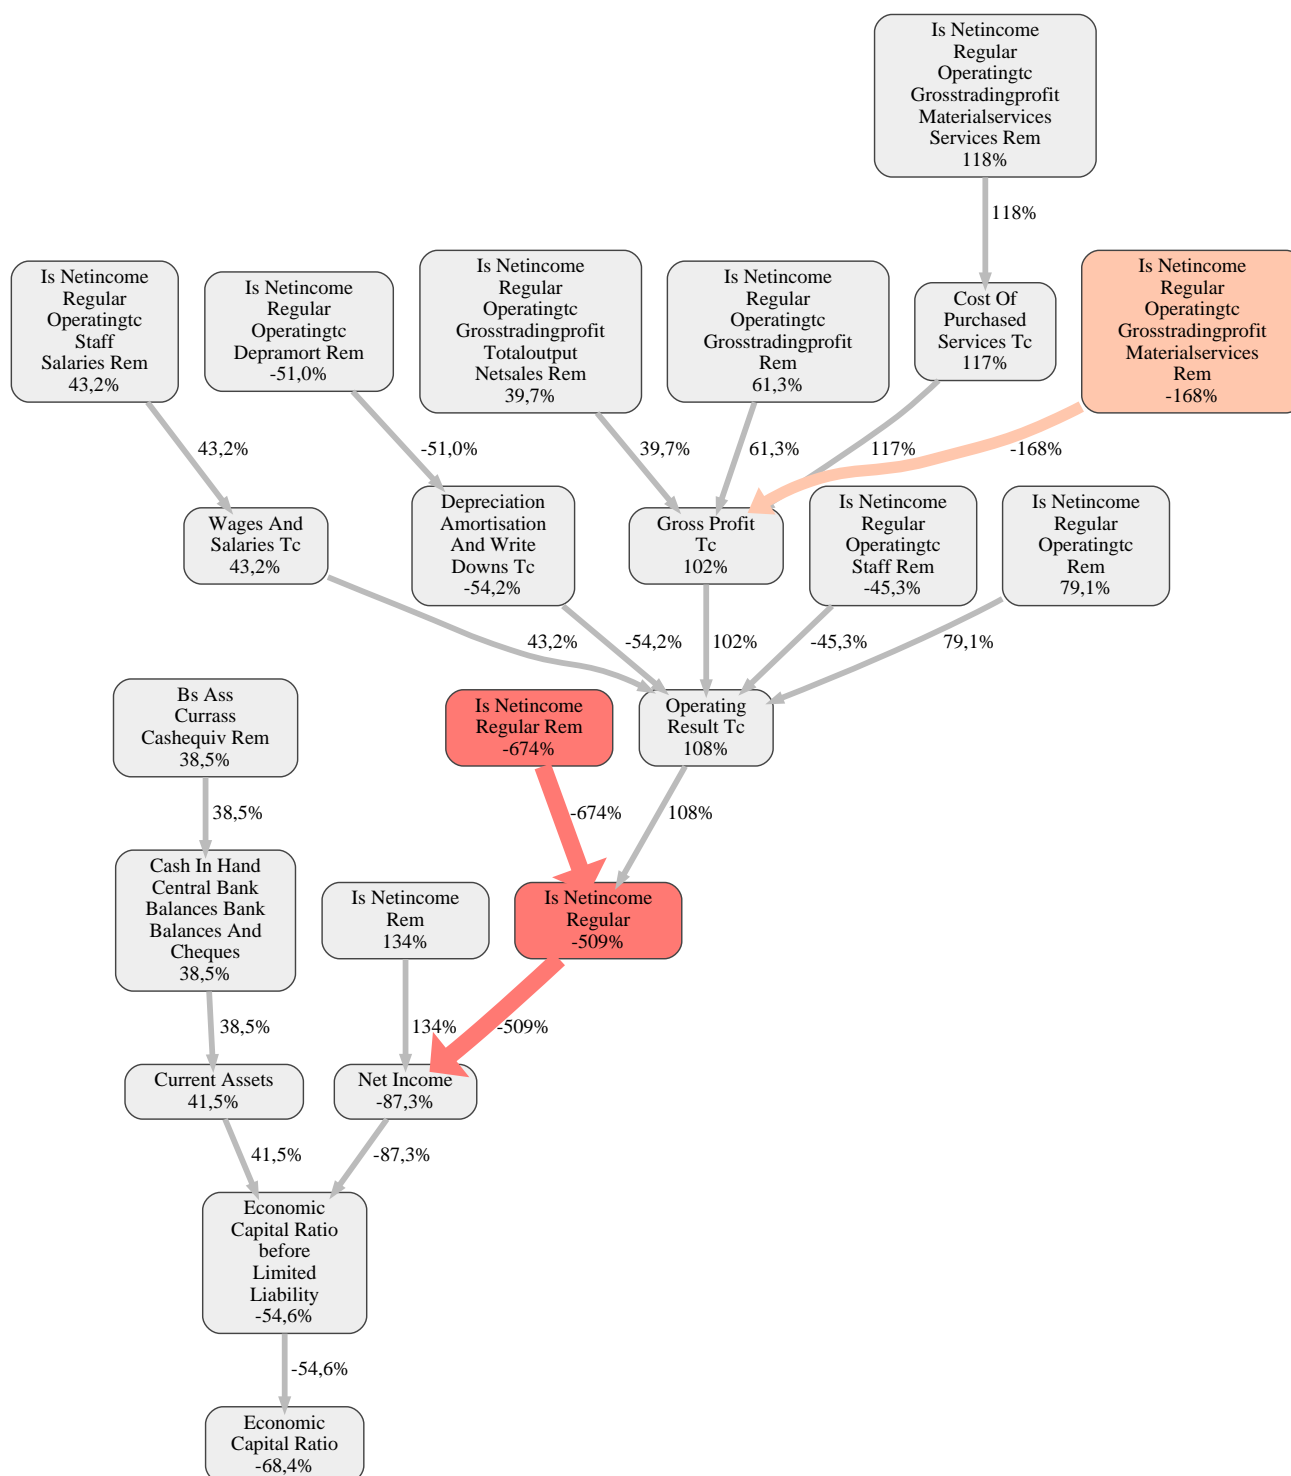 Is Netincome
Regular
Operatingtc
Grosstradingprofit
Materialservices
Services Rem
118%
118%
Is Netincome
Regular
Operatingtc
Staff
Salaries Rem
43,2%
Is Netincome
Regular
Operatingtc
Depramort Rem
-51,0%
Is Netincome
Regular
Operatingtc
Grosstradingprofit
Totaloutput
Netsales Rem
39,7%
Is Netincome
Regular
Operatingtc
Grosstradingprofit
Rem
61,3%
Cost Of
Purchased
Services Tc
117%
Is Netincome
Regular
Operatingtc
Grosstradingprofit
Materialservices
Rem
-168%
43,2%
-51,0%
39,7%
61,3%
117%
-168%
Wages And
Salaries Tc
43,2%
Depreciation
Amortisation
And Write
Downs Tc
-54,2%
Gross Profit
Tc
102%
Is Netincome
Regular
Operatingtc
Staff Rem
-45,3%
Is Netincome
Regular
Operatingtc
Rem
79,1%
43,2%
-54,2%
102%
-45,3%
79,1%
Bs Ass
Currass
Cashequiv Rem
38,5%
Is Netincome
Regular Rem
-674%
Operating
Result Tc
108%
38,5%
-674%
108%
Cash In Hand
Central Bank
Balances Bank
Balances And
Cheques
38,5%
Is Netincome
Rem
134%
Is Netincome
Regular
-509%
38,5%
134%
-509%
Current Assets
41,5%
Net Income
-87,3%
41,5%
-87,3%
Economic
Capital Ratio
before
Limited
Liability
-54,6%
-54,6%
Economic
Capital Ratio
-68,4%